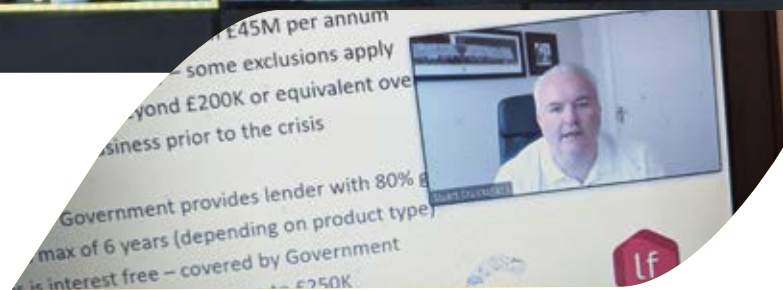 £45M per annum
– some exclusions apply
yond £200K or equivalent ove
siness prior to the crisis
Government provides lender with 80% g
max of 6 years (depending on product type)
s is interest free – covered by Government
£250K
lf